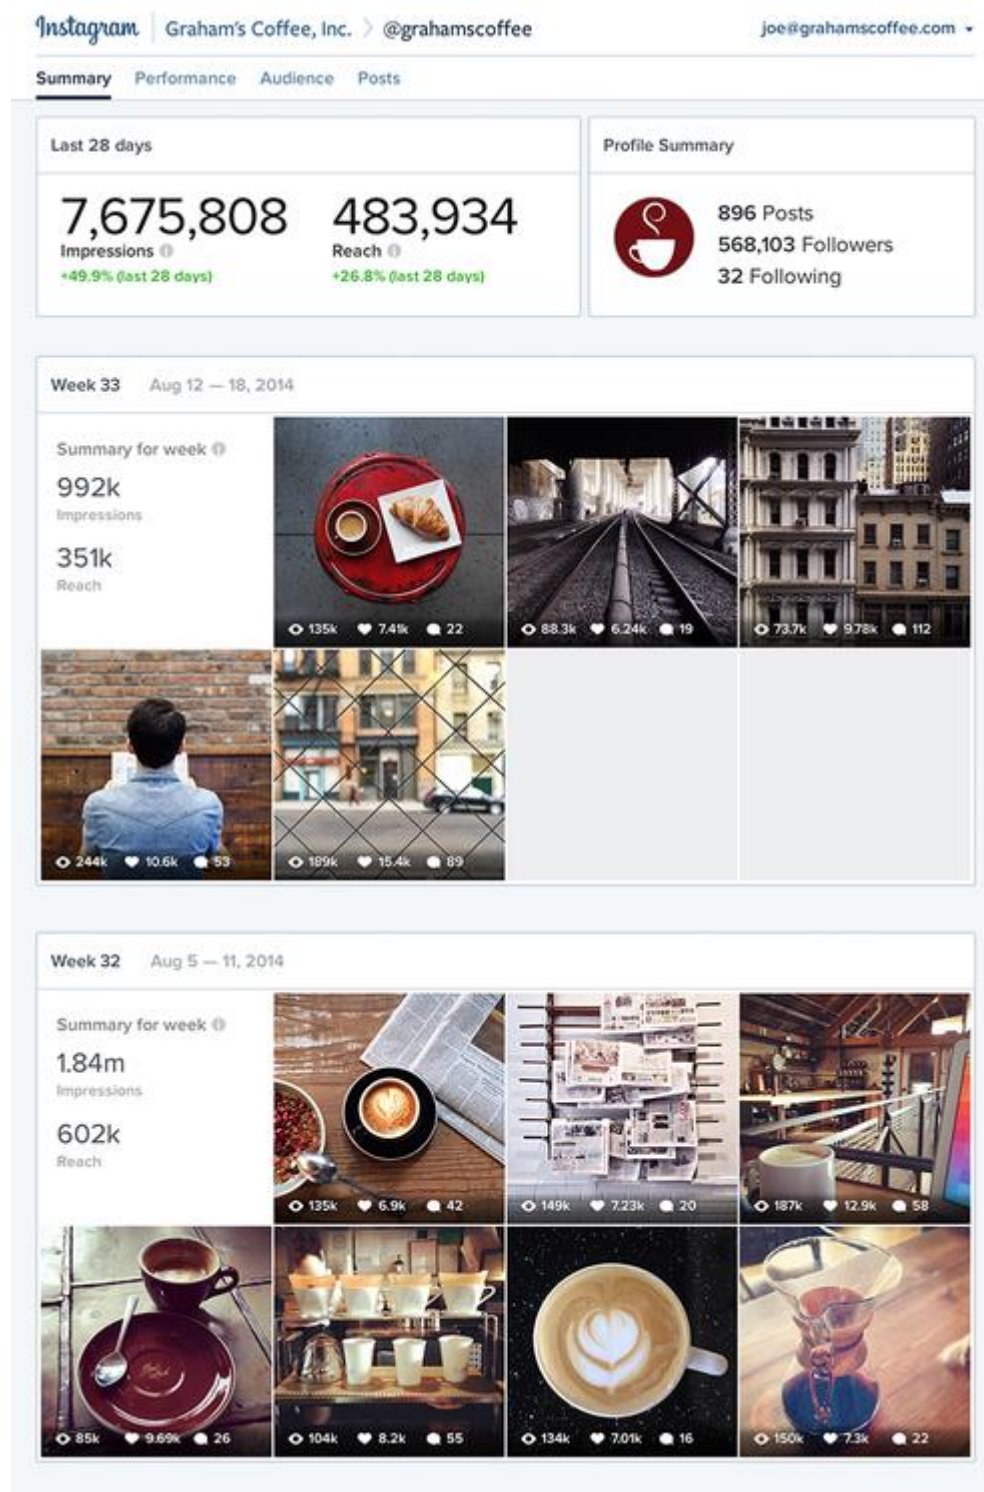 Instagram Graham's Coffee, Inc. @grahamscoffee joe@grahamscoffee.com
Summary Performance Audience Posts
Last 28 days
7,675,808 483,934
Impressions Reach
+49.9% (last 28 days) +26.8% (last 28 days)
Profile Summary
896 Posts
568,103 Followers
32 Following
Week 33 Aug 12 — 18, 2014
Summary for week
992k
Impressions
351k
Reach
135k 7.41k 22
88.3k 6.24k 19
73.7k 9.78k 112
244k 10.6k 53
189k 15.4k 89
Week 32 Aug 5 — 11, 2014
Summary for week
1.84m
Impressions
602k
Reach
135k 6.9k 42
149k 7.23k 20
187k 12.9k 58
85k 9.69k 26
104k 8.2k 55
134k 7.01k 16
150k 7.3k 22